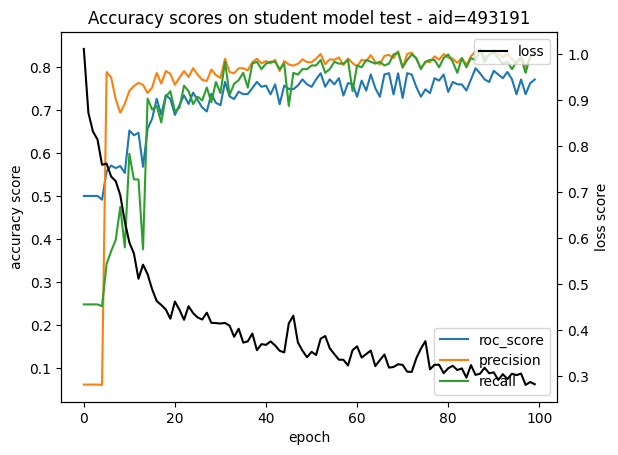 Accuracy scores on student model test - aid=493191
accuracy score
0.8
0.7
0.6
0.5
0.4
0.3
0.2
0.1
loss
roc_score
precision
recall
1.0
0.9
0.8
0.7
0.6
0.5
0.4
0.3
loss score
0
20
40
60
80
100
epoch